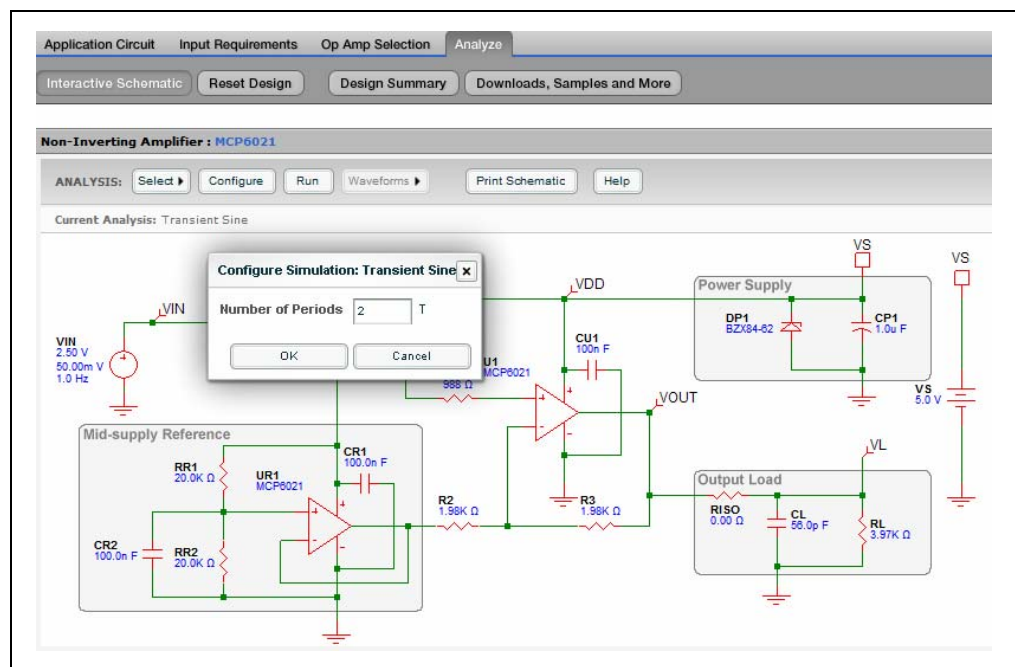 Application Circuit Input Requirements Op Amp Selection Analyze
Interactive Schematic Reset Design Design Summary Downloads, Samples and More
Non-Inverting Amplifier : MCP6021
ANALYSIS: Select Configure Run Waveforms Print Schematic Help
Current Analysis: Transient Sine
Configure Simulation: Transient Sine x
Number of Periods 2 T
OK Cancel
VIN
VIN
2.50 V
50.00m V
1.0 Hz
VDD
CU1
100n F
U1
MCP6021
988 Ω
VOUT
VS
Power Supply
DP1
BZX84-62
CP1
1.0u F
VS
VS
5.0 V
Mid-supply Reference
RR1
20.0K Ω
UR1
MCP6021
CR1
100.0n F
CR2
100.0n F
RR2
20.0K Ω
R2
1.98K Ω
R3
1.98K Ω
VL
Output Load
RISO
0.00 Ω
CL
56.0p F
RL
3.97K Ω